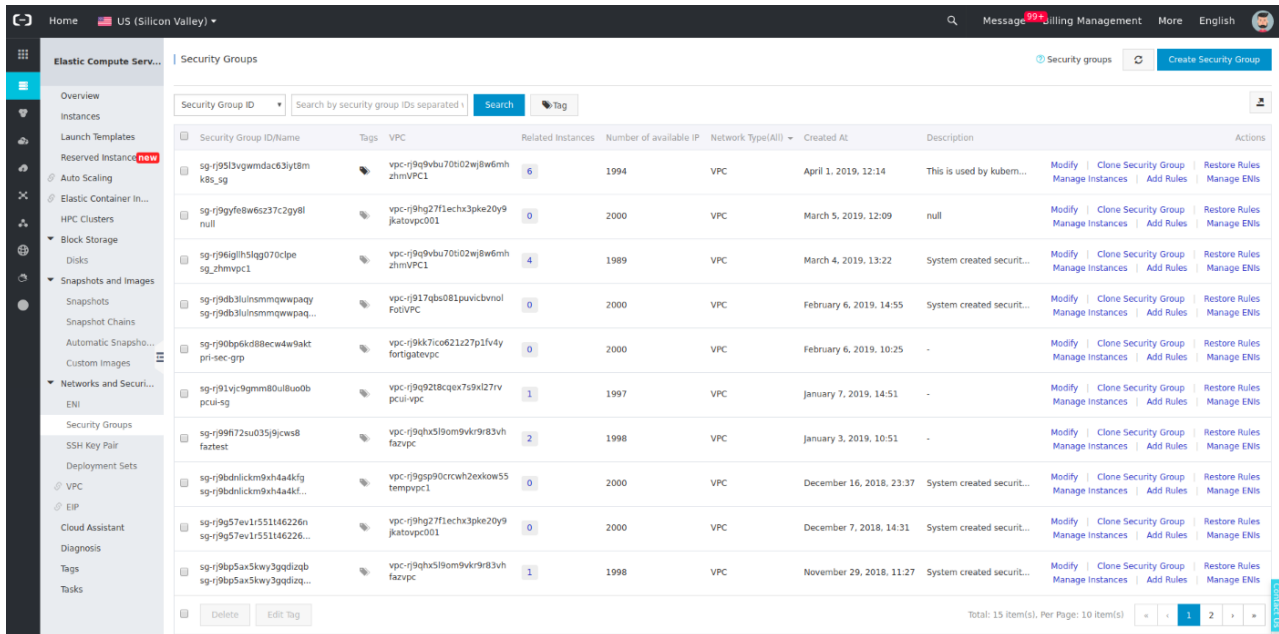 Home US (Silicon Valley) Message 99+ Billing Management More English
Elastic Compute Serv...
Overview
Instances
Launch Templates
Reserved Instance new
Auto Scaling
Elastic Container In...
HPC Clusters
Block Storage
Disks
Snapshots and Images
Snapshots
Snapshot Chains
Automatic Snapsho...
Custom Images
Networks and Securi...
ENI
Security Groups
SSH Key Pair
Deployment Sets
VPC
EIP
Cloud Assistant
Diagnosis
Tags
Tasks
Security Groups
Security groups Create Security Group
Security Group ID Search by security group IDs separated Search Tag
Security Group ID/Name Tags VPC Related Instances Number of available IP Network Type(All) Created At Description Actions
sg-rj95l3vgwmdac63iyt8m vpc-rj9q9vbu70ti02wj8w6mh 6 1994 VPC April 1, 2019, 12:14 This is used by kubern... Modify | Clone Security Group | Restore Rules
k8s_sg zhmVPC1 Manage Instances | Add Rules | Manage ENIs
sg-rj9gyfe8w6sz37c2gy8l vpc-rj9hg27f1echx3pke20y9 0 2000 VPC March 5, 2019, 12:09 null Modify | Clone Security Group | Restore Rules
null jkatovpc001 Manage Instances | Add Rules | Manage ENIs
sg-rj96igllh5lqg070clpe vpc-rj9q9vbu70ti02wj8w6mh 4 1989 VPC March 4, 2019, 13:22 System created securit... Modify | Clone Security Group | Restore Rules
sg_zhmvpc1 zhmVPC1 Manage Instances | Add Rules | Manage ENIs
sg-rj9db3lulnsmmqwwpaqy vpc-rj917qbs081puvicbvnol 0 2000 VPC February 6, 2019, 14:55 System created securit... Modify | Clone Security Group | Restore Rules
sg-rj9db3lulnsmmqwwpaq... FotiVPC Manage Instances | Add Rules | Manage ENIs
sg-rj90bp6kd88ecw4w9akt vpc-rj9kk7ico621z27p1fv4y 0 2000 VPC February 6, 2019, 10:25 - Modify | Clone Security Group | Restore Rules
pri-sec-grp fortigatevpc Manage Instances | Add Rules | Manage ENIs
sg-rj91vjc9gmm80ul8uo0b vpc-rj9q92t8cqex7s9xl27rv 1 1997 VPC January 7, 2019, 14:51 - Modify | Clone Security Group | Restore Rules
pcui-sg pcui-vpc Manage Instances | Add Rules | Manage ENIs
sg-rj99fi72su035j9jcws8 vpc-rj9qhx5l9om9vkr9r83vh 2 1998 VPC January 3, 2019, 10:51 - Modify | Clone Security Group | Restore Rules
faztest fazvpc Manage Instances | Add Rules | Manage ENIs
sg-rj9bdnlickm9xh4a4kfg vpc-rj9gsp90crcwh2exkow55 0 2000 VPC December 16, 2018, 23:37 System created securit... Modify | Clone Security Group | Restore Rules
sg-rj9bdnlickm9xh4a4kf... tempvpc1 Manage Instances | Add Rules | Manage ENIs
sg-rj9g57ev1r551t46226n vpc-rj9hg27f1echx3pke20y9 0 2000 VPC December 7, 2018, 14:31 System created securit... Modify | Clone Security Group | Restore Rules
sg-rj9g57ev1r551t46226... jkatovpc001 Manage Instances | Add Rules | Manage ENIs
sg-rj9bp5ax5kwy3gqdizqb vpc-rj9qhx5l9om9vkr9r83vh 1 1998 VPC November 29, 2018, 11:27 System created securit... Modify | Clone Security Group | Restore Rules
sg-rj9bp5ax5kwy3gqdizq... fazvpc Manage Instances | Add Rules | Manage ENIs
Delete Edit Tag Total: 15 item(s), Per Page: 10 item(s) « ‹ 1 2 › »
Contact Us